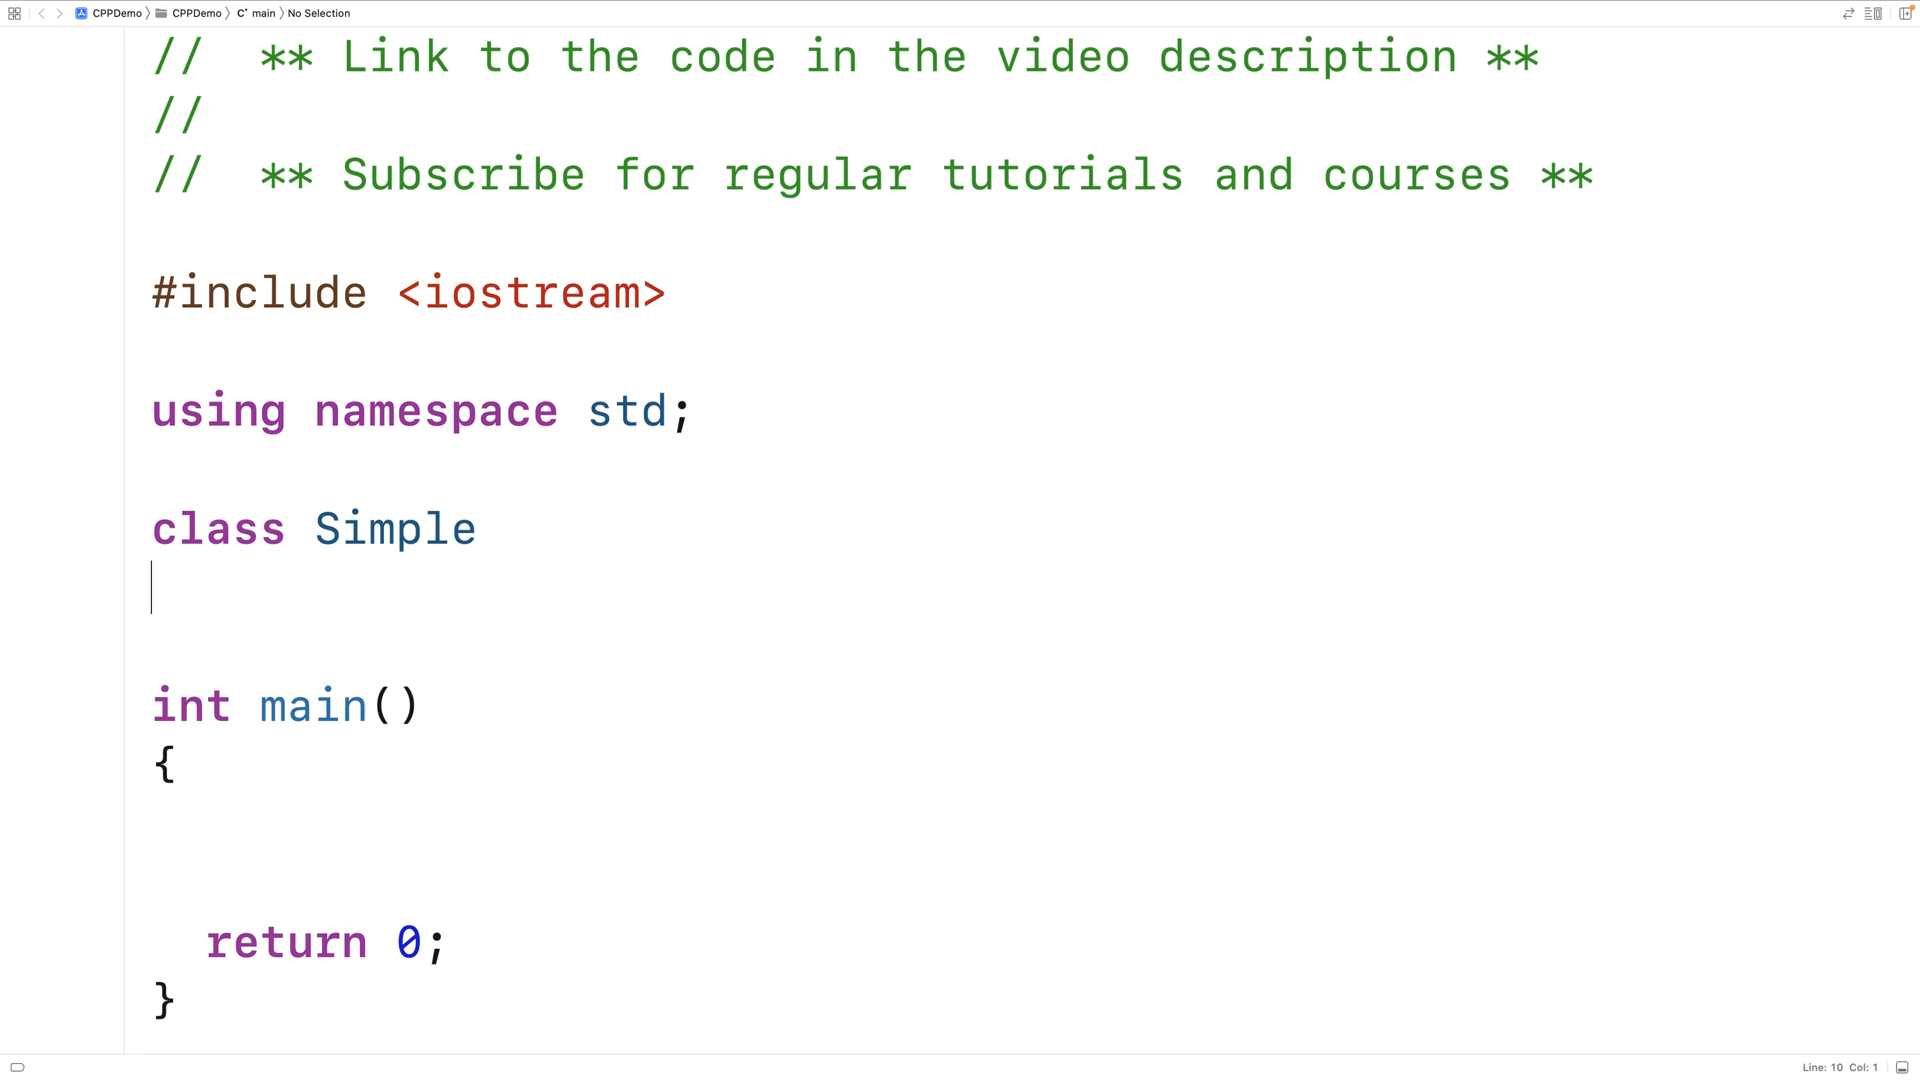 CPPDemo 〉 CPPDemo 〉 C⁺ main 〉 No Selection
//  ** Link to the code in the video description **
//
//  ** Subscribe for regular tutorials and courses **
#include <iostream>
using namespace std;
class Simple
int main()
{
return 0;
}
Line: 10 Col: 1